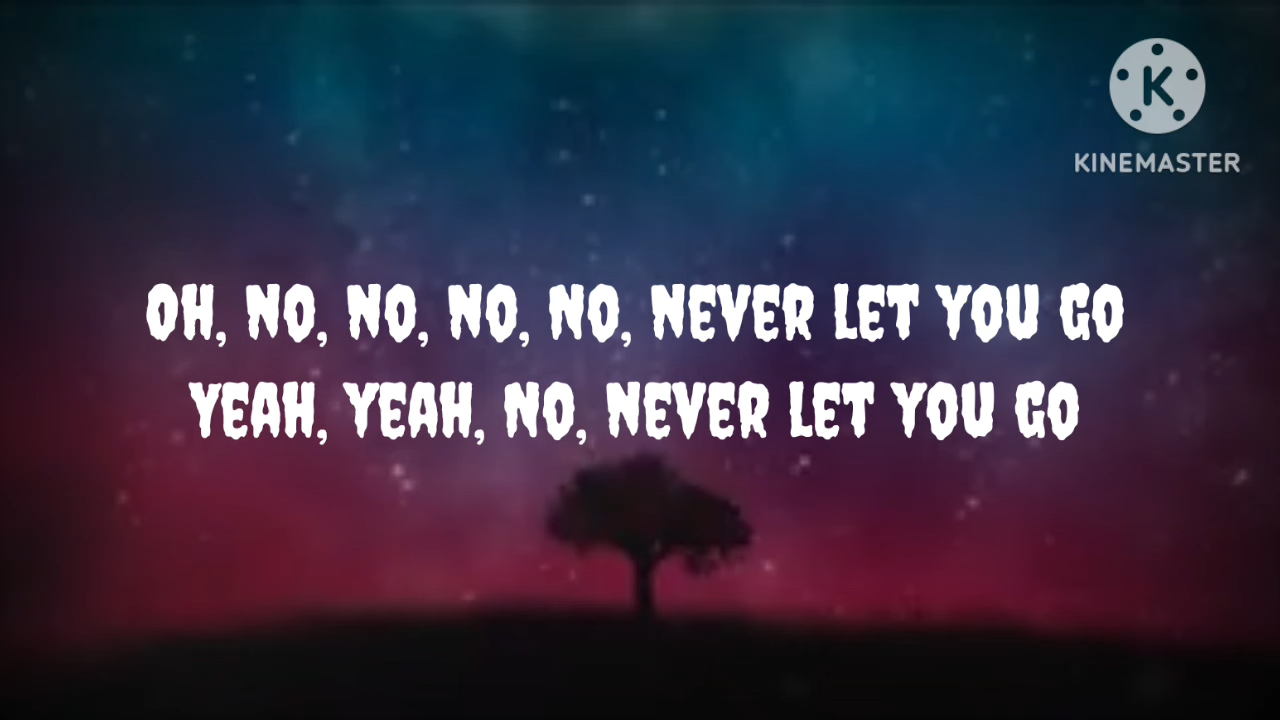 K
KINEMASTER
OH, NO, NO, NO, NO, NEVER LET YOU GO
YEAH, YEAH, NO, NEVER LET YOU GO